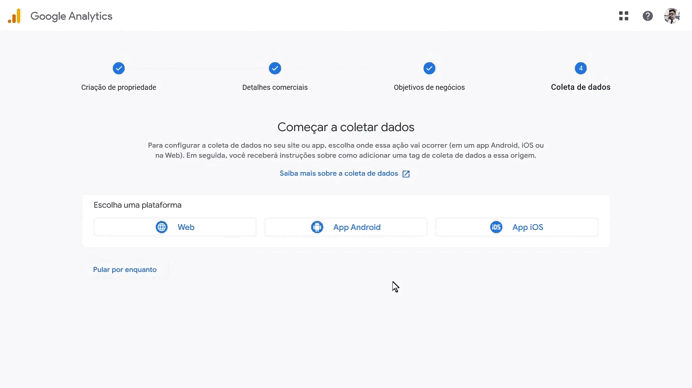 Google Analytics
4
Criação de propriedade
Detalhes comerciais
Objetivos de negócios
Coleta de dados
Começar a coletar dados
Para configurar a coleta de dados no seu site ou app, escolha onde essa ação vai ocorrer (em um app Android, iOS ou
na Web). Em seguida, você receberá instruções sobre como adicionar uma tag de coleta de dados a essa origem.
Saiba mais sobre a coleta de dados
Escolha uma plataforma
Web
App Android
iOS App iOS
Pular por enquanto